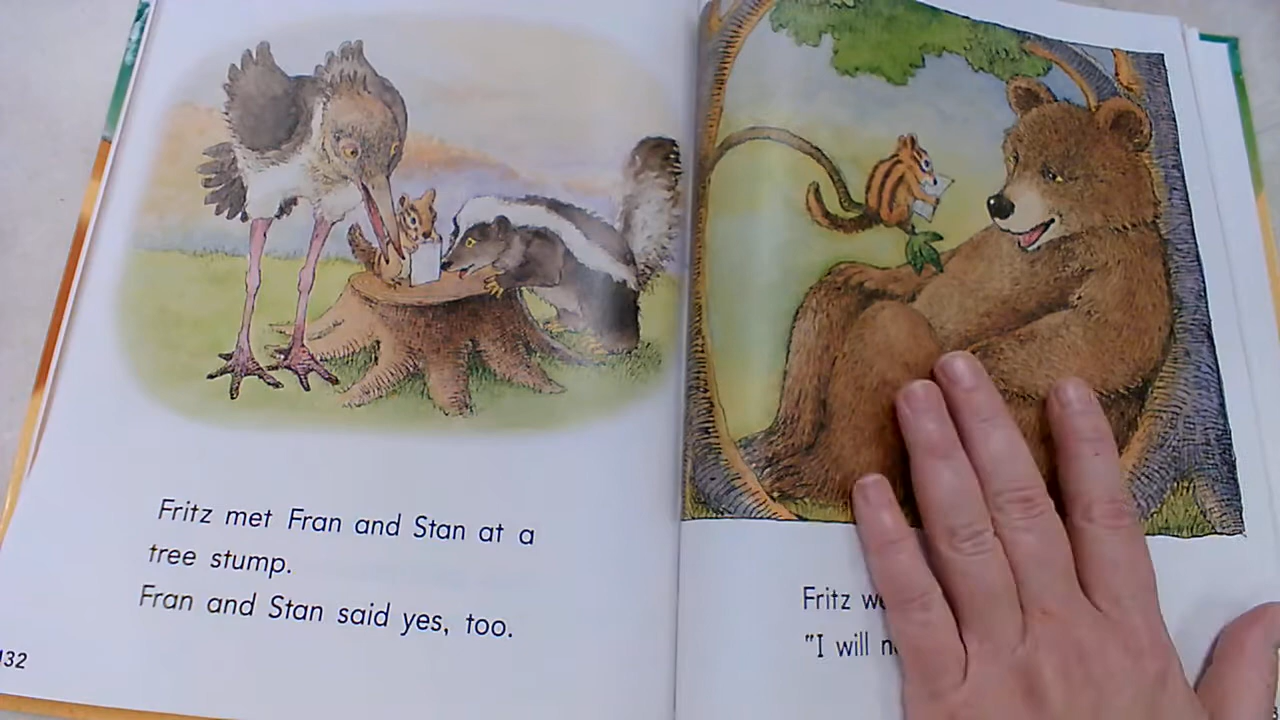 Fritz met Fran and Stan at a
tree stump.
Fran and Stan said yes, too.
132
Fritz
"I will